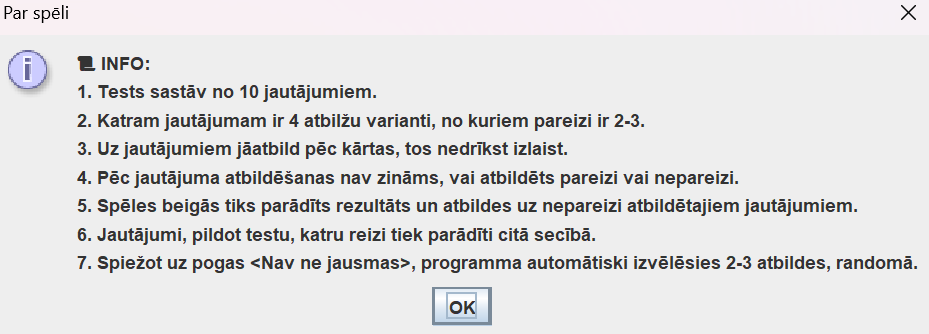 Par spēli
INFO:
1. Tests sastāv no 10 jautājumiem.
2. Katram jautājumam ir 4 atbilžu varianti, no kuriem pareizi ir 2-3.
3. Uz jautājumiem jāatbild pēc kārtas, tos nedrīkst izlaist.
4. Pēc jautājuma atbildēšanas nav zināms, vai atbildēts pareizi vai nepareizi.
5. Spēles beigās tiks parādīts rezultāts un atbildes uz nepareizi atbildētajiem jautājumiem.
6. Jautājumi, pildot testu, katru reizi tiek parādīti citā secībā.
7. Spiežot uz pogas <Nav ne jausmas>, programma automātiski izvēlēsies 2-3 atbildes, randomā.
OK